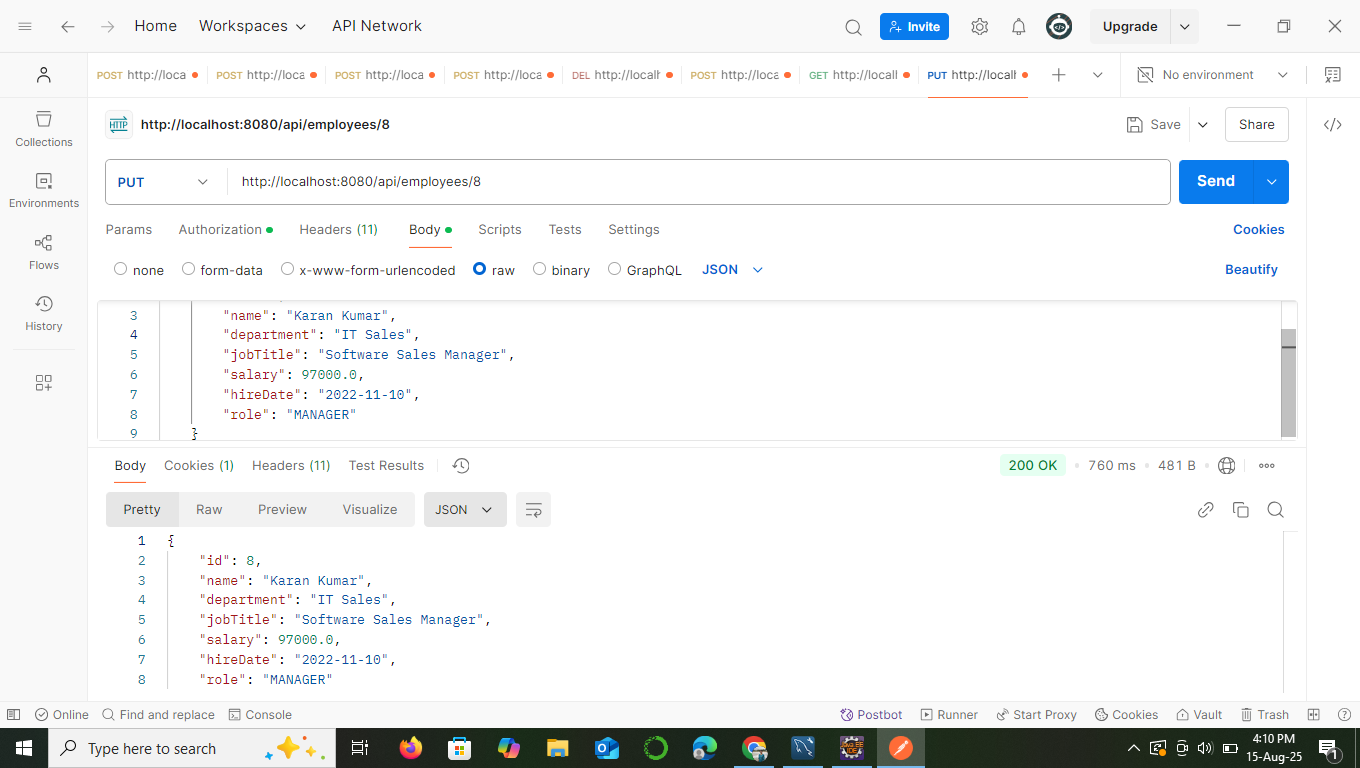 Home Workspaces API Network Invite Upgrade
POST http://loca POST http://loca POST http://loca POST http://loca DEL http://localh POST http://loca GET http://locall PUT http://localh No environment
HTTP http://localhost:8080/api/employees/8 Save Share
PUT http://localhost:8080/api/employees/8 Send
Params Authorization Headers (11) Body Scripts Tests Settings Cookies
none form-data x-www-form-urlencoded raw binary GraphQL JSON Beautify
Collections
Environments
Flows
History
3 "name": "Karan Kumar",
4 "department": "IT Sales",
5 "jobTitle": "Software Sales Manager",
6 "salary": 97000.0,
7 "hireDate": "2022-11-10",
8 "role": "MANAGER"
9 }
Body Cookies (1) Headers (11) Test Results 200 OK 760 ms 481 B
Pretty Raw Preview Visualize JSON
1 {
2 "id": 8,
3 "name": "Karan Kumar",
4 "department": "IT Sales",
5 "jobTitle": "Software Sales Manager",
6 "salary": 97000.0,
7 "hireDate": "2022-11-10",
8 "role": "MANAGER"
Online Find and replace Console Postbot Runner Start Proxy Cookies Vault Trash
Type here to search
4:10 PM
15-Aug-25
1